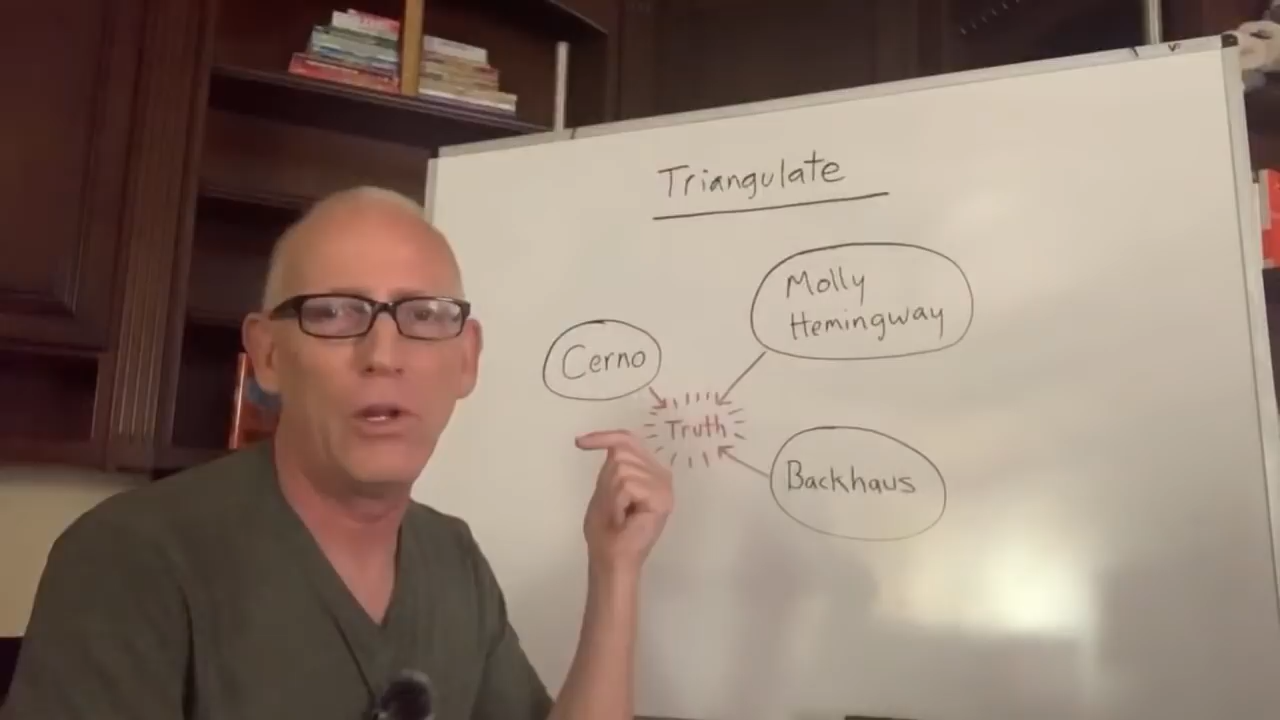 Triangulate
Molly
Hemingway
Cerno
Truth
Backhaus